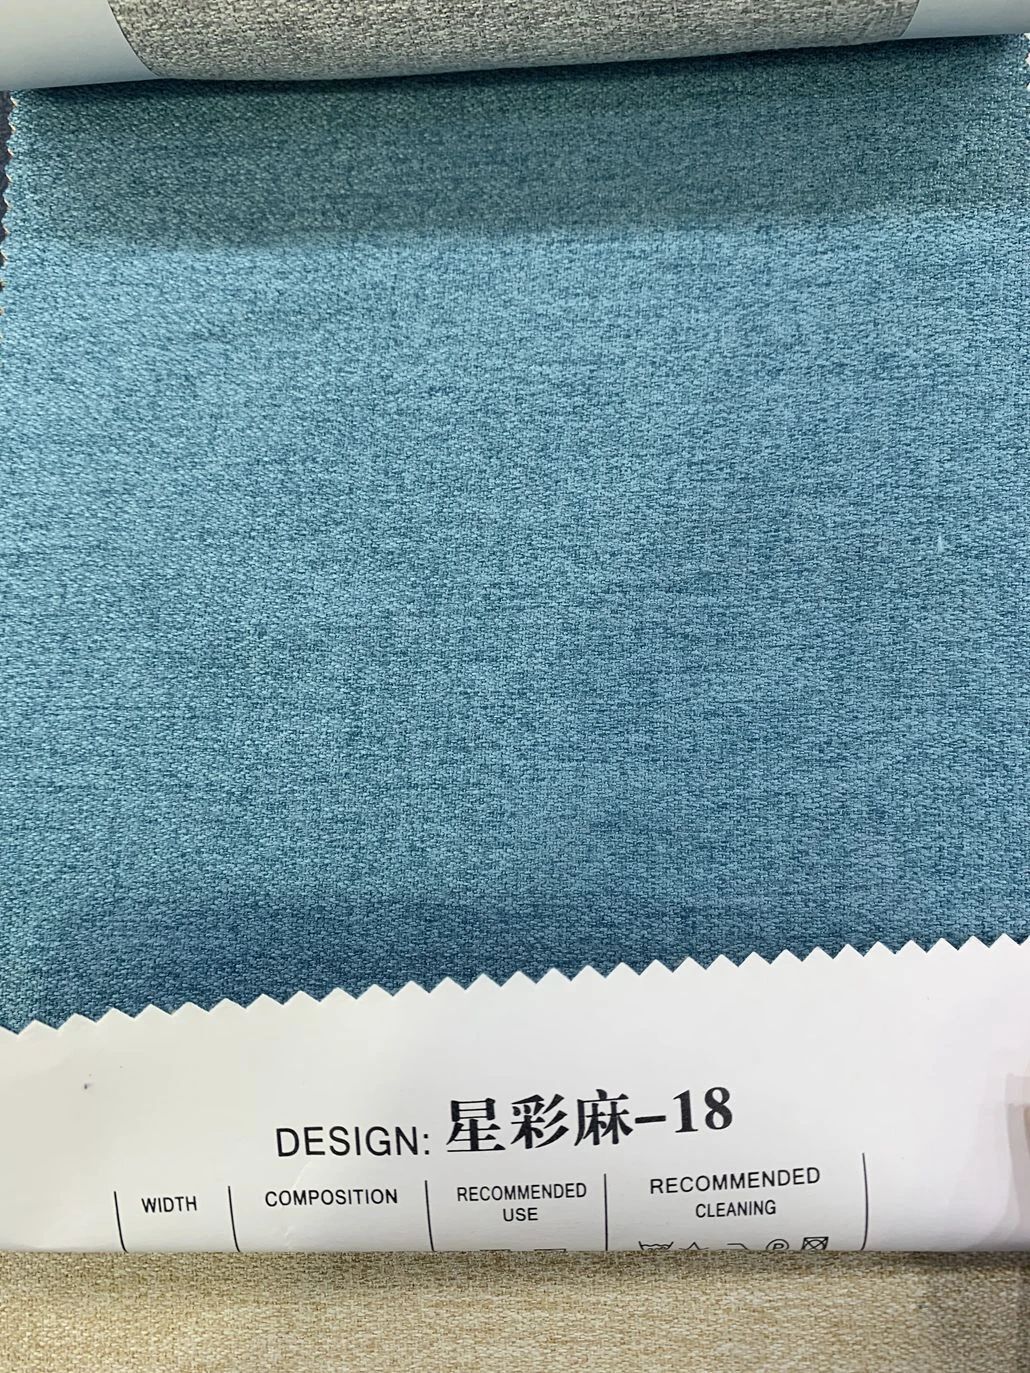 DESIGN: 星彩麻-18
WIDTH
COMPOSITION
RECOMMENDED
USE
RECOMMENDED
CLEANING
P